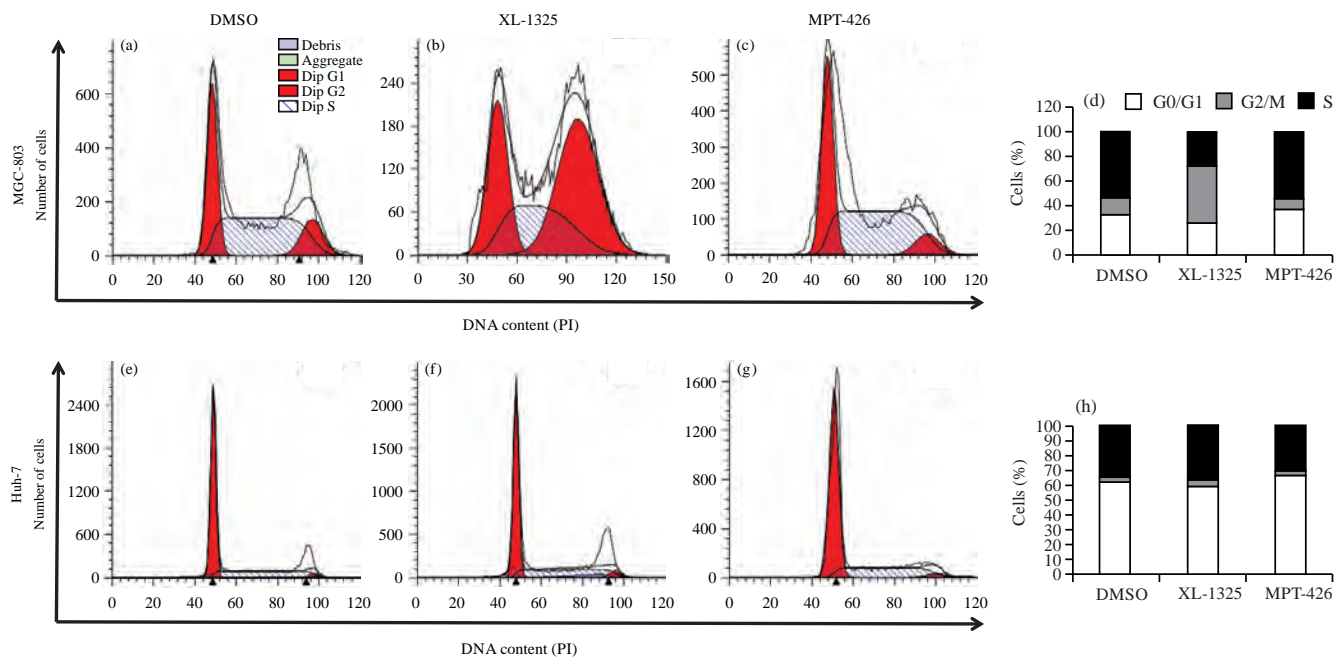 DMSO XL-1325 MPT-426
(a) (b) (c)
Debris
Aggregate
Dip G1
Dip G2
Dip S
MGC-803
Number of cells
600
400
200
0
0 20 40 60 80 100 120
240
180
120
60
0
0 30 60 90 120 150
500
400
300
200
100
0
0 20 40 60 80 100 120
DNA content (PI)
(d) G0/G1 G2/M S
Cells (%)
120
100
80
60
40
20
0
DMSO XL-1325 MPT-426
(e) (f) (g)
Huh-7
Number of cells
2400
1800
1200
600
0
0 20 40 60 80 100 120
2000
1500
1000
500
0
0 20 40 60 80 100 120
1600
1200
800
400
0
0 20 40 60 80 100 120
DNA content (PI)
(h)
Cells (%)
100
90
80
70
60
50
40
30
20
10
0
DMSO XL-1325 MPT-426